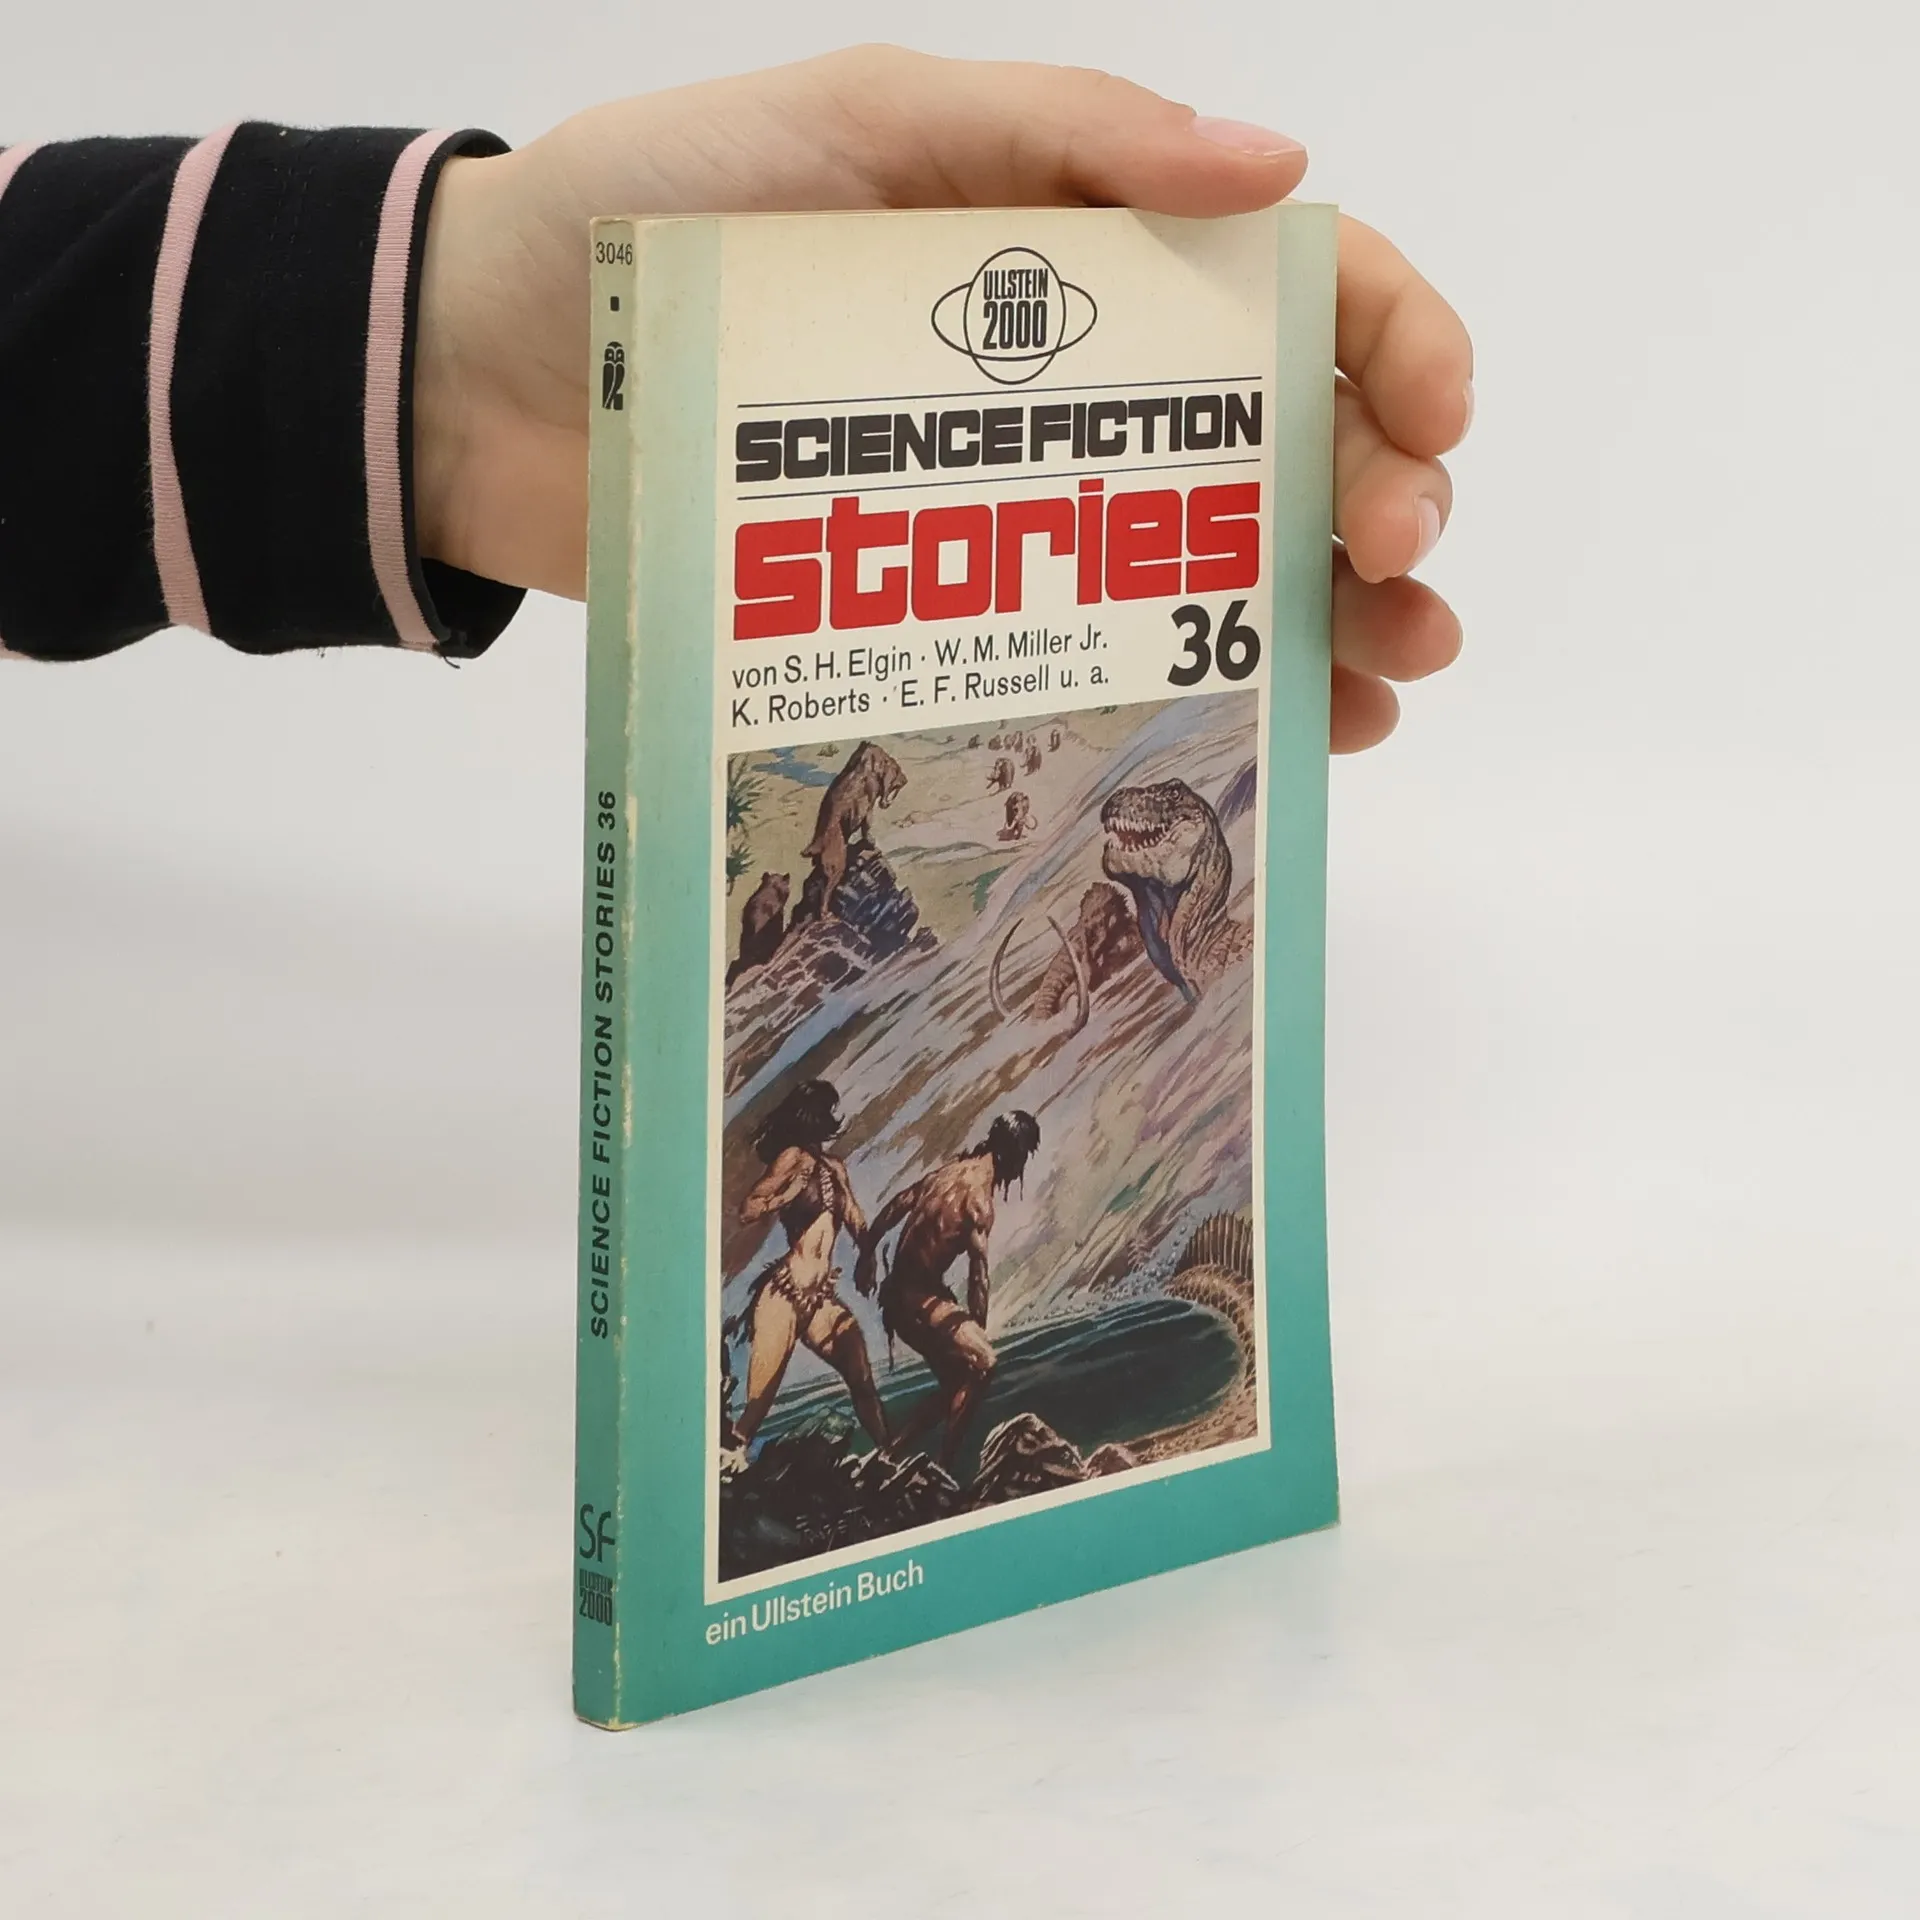 3046
SCIENCE FICTION STORIES 36
SF
ULLSTEIN
2000
ULLSTEIN
2000
SCIENCE FICTION
stories
36
von S. H. Elgin · W. M. Miller Jr.
K. Roberts · E. F. Russell u. a.
ein Ullstein Buch